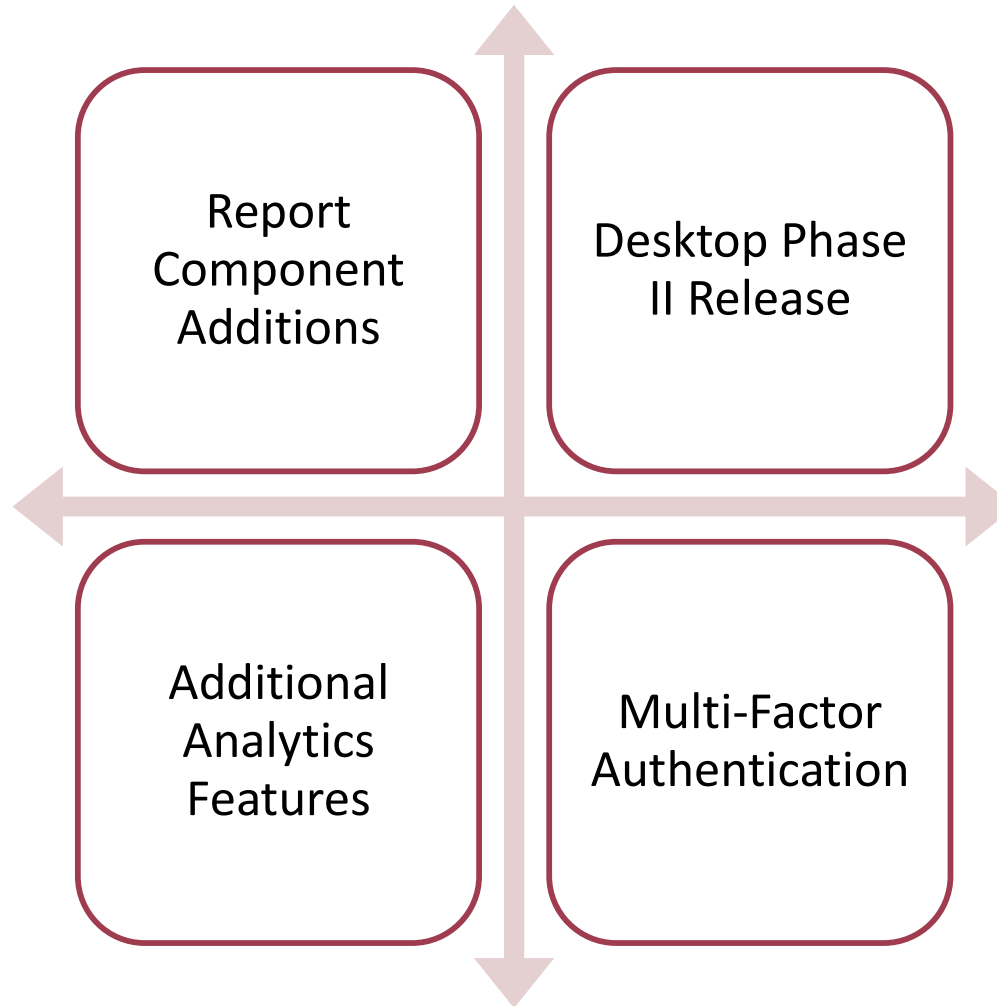 Report
Component
Additions
Desktop Phase
II Release
Additional
Analytics
Features
Multi-Factor
Authentication